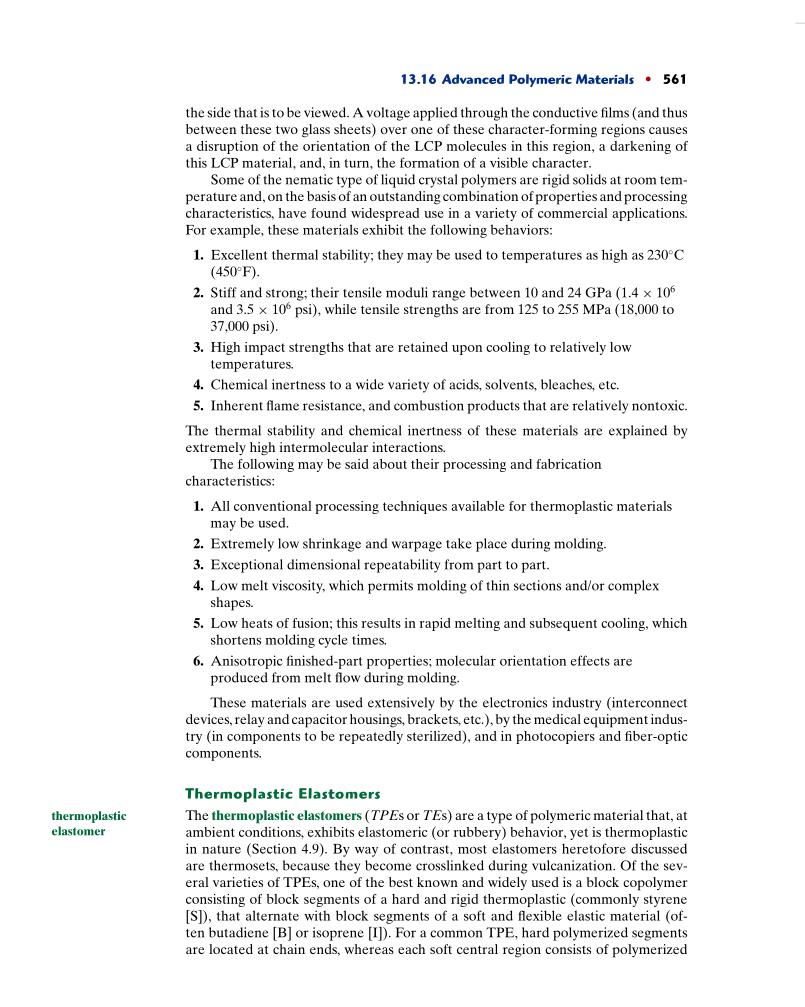 13.16 Advanced Polymeric Materials • 561
the side that is to be viewed. A voltage applied through the conductive films (and thus
between these two glass sheets) over one of these character-forming regions causes
a disruption of the orientation of the LCP molecules in this region, a darkening of
this LCP material, and, in turn, the formation of a visible character.
Some of the nematic type of liquid crystal polymers are rigid solids at room tem-
perature and, on the basis of an outstanding combination of properties and processing
characteristics, have found widespread use in a variety of commercial applications.
For example, these materials exhibit the following behaviors:
1. Excellent thermal stability; they may be used to temperatures as high as 230°C
(450°F).
2. Stiff and strong; their tensile moduli range between 10 and 24 GPa (1.4 × 10⁶
and 3.5 × 10⁶ psi), while tensile strengths are from 125 to 255 MPa (18,000 to
37,000 psi).
3. High impact strengths that are retained upon cooling to relatively low
temperatures.
4. Chemical inertness to a wide variety of acids, solvents, bleaches, etc.
5. Inherent flame resistance, and combustion products that are relatively nontoxic.
The thermal stability and chemical inertness of these materials are explained by
extremely high intermolecular interactions.
The following may be said about their processing and fabrication
characteristics:
1. All conventional processing techniques available for thermoplastic materials
may be used.
2. Extremely low shrinkage and warpage take place during molding.
3. Exceptional dimensional repeatability from part to part.
4. Low melt viscosity, which permits molding of thin sections and/or complex
shapes.
5. Low heats of fusion; this results in rapid melting and subsequent cooling, which
shortens molding cycle times.
6. Anisotropic finished-part properties; molecular orientation effects are
produced from melt flow during molding.
These materials are used extensively by the electronics industry (interconnect
devices, relay and capacitor housings, brackets, etc.), by the medical equipment indus-
try (in components to be repeatedly sterilized), and in photocopiers and fiber-optic
components.
Thermoplastic Elastomers
thermoplastic
elastomer
The thermoplastic elastomers (TPEs or TEs) are a type of polymeric material that, at
ambient conditions, exhibits elastomeric (or rubbery) behavior, yet is thermoplastic
in nature (Section 4.9). By way of contrast, most elastomers heretofore discussed
are thermosets, because they become crosslinked during vulcanization. Of the sev-
eral varieties of TPEs, one of the best known and widely used is a block copolymer
consisting of block segments of a hard and rigid thermoplastic (commonly styrene
[S]), that alternate with block segments of a soft and flexible elastic material (of-
ten butadiene [B] or isoprene [I]). For a common TPE, hard polymerized segments
are located at chain ends, whereas each soft central region consists of polymerized